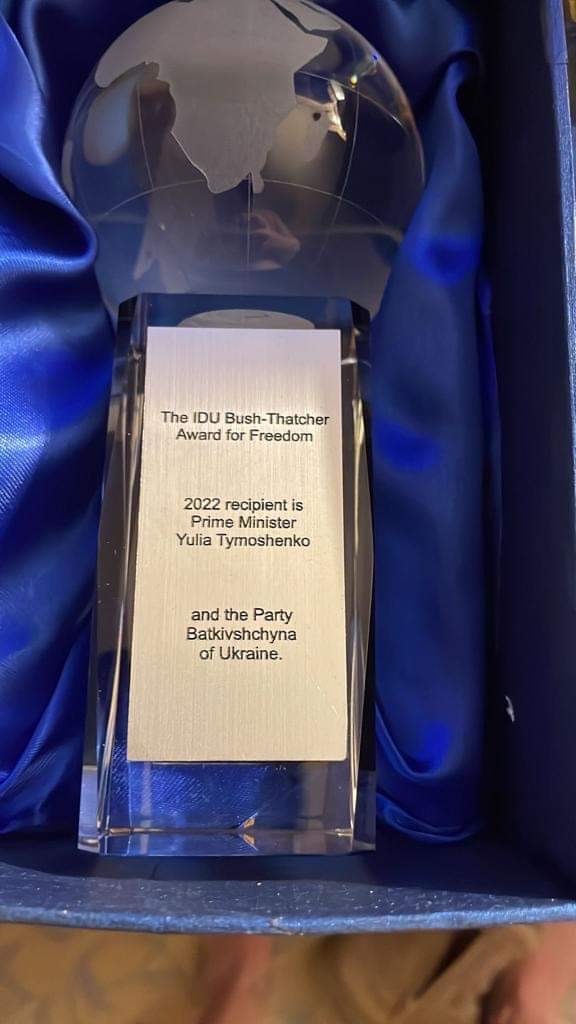 The IDU Bush-Thatcher
Award for Freedom
2022 recipient is
Prime Minister
Yulia Tymoshenko
and the Party
Batkivshchyna
of Ukraine.